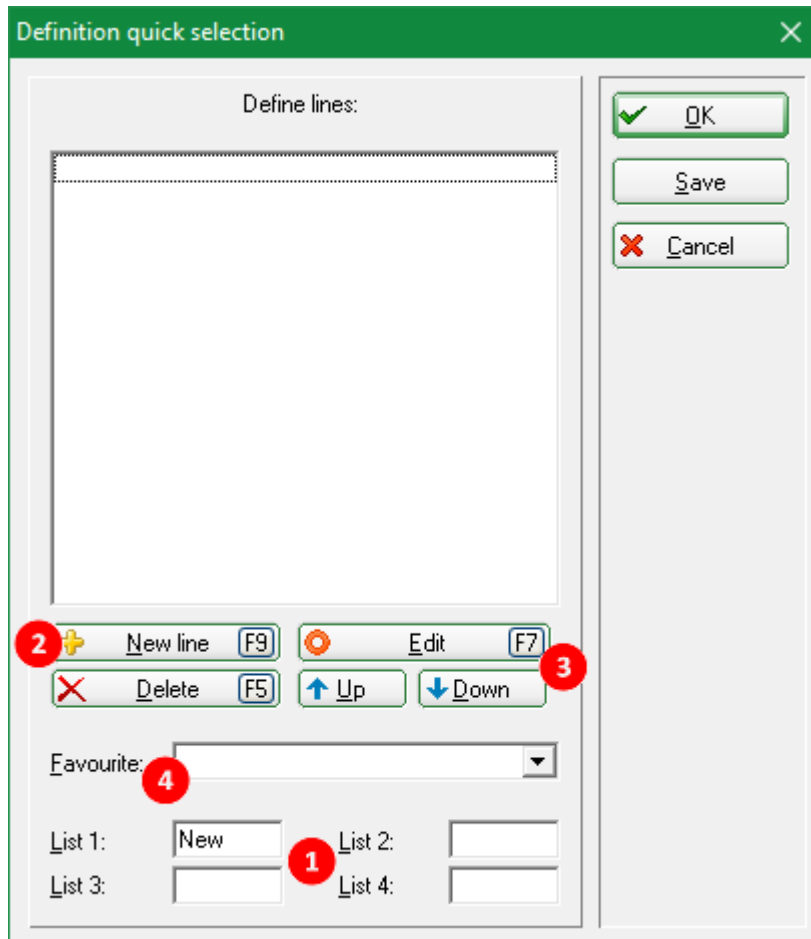 Definition quick selection
Define lines:
OK
Save
Cancel
2 New line F9 Edit F7
3
Delete F5 Up Down
Favourite:
4
List 1: New List 2:
1
List 3: List 4: